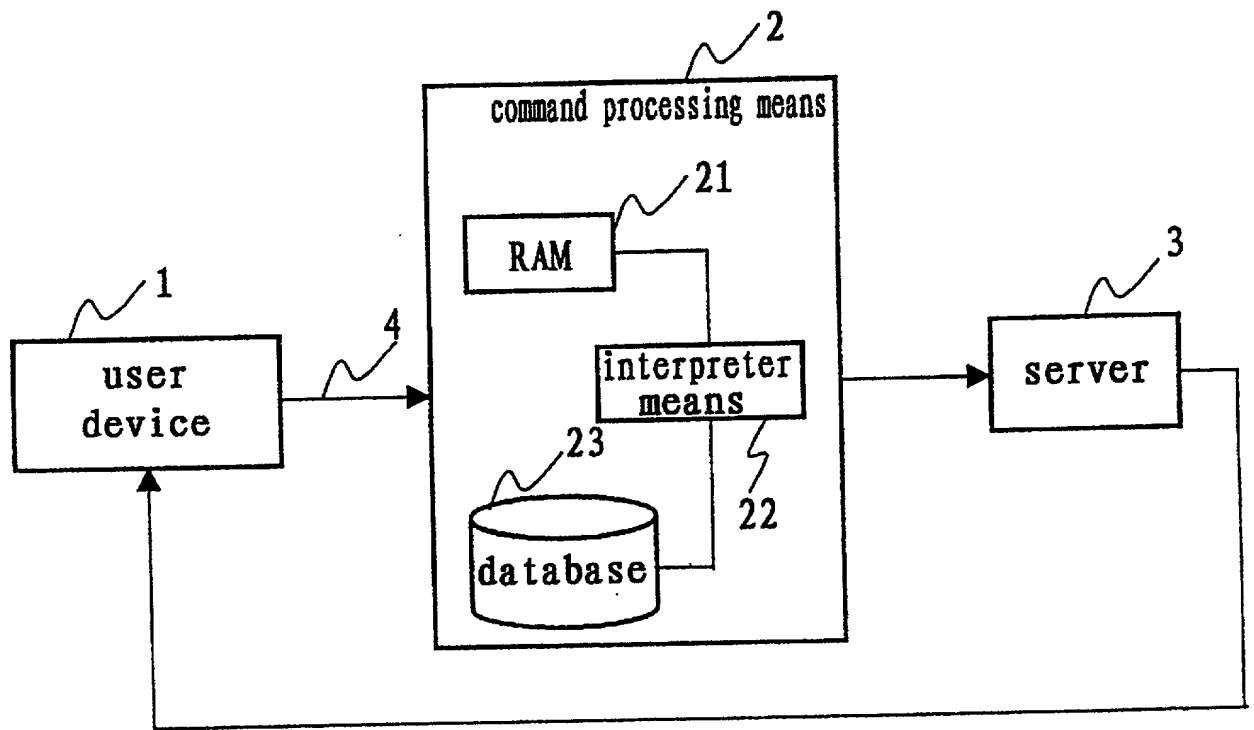 2
command processing means
21
RAM
1
3
4
user
device
interpreter
means
server
23
22
database